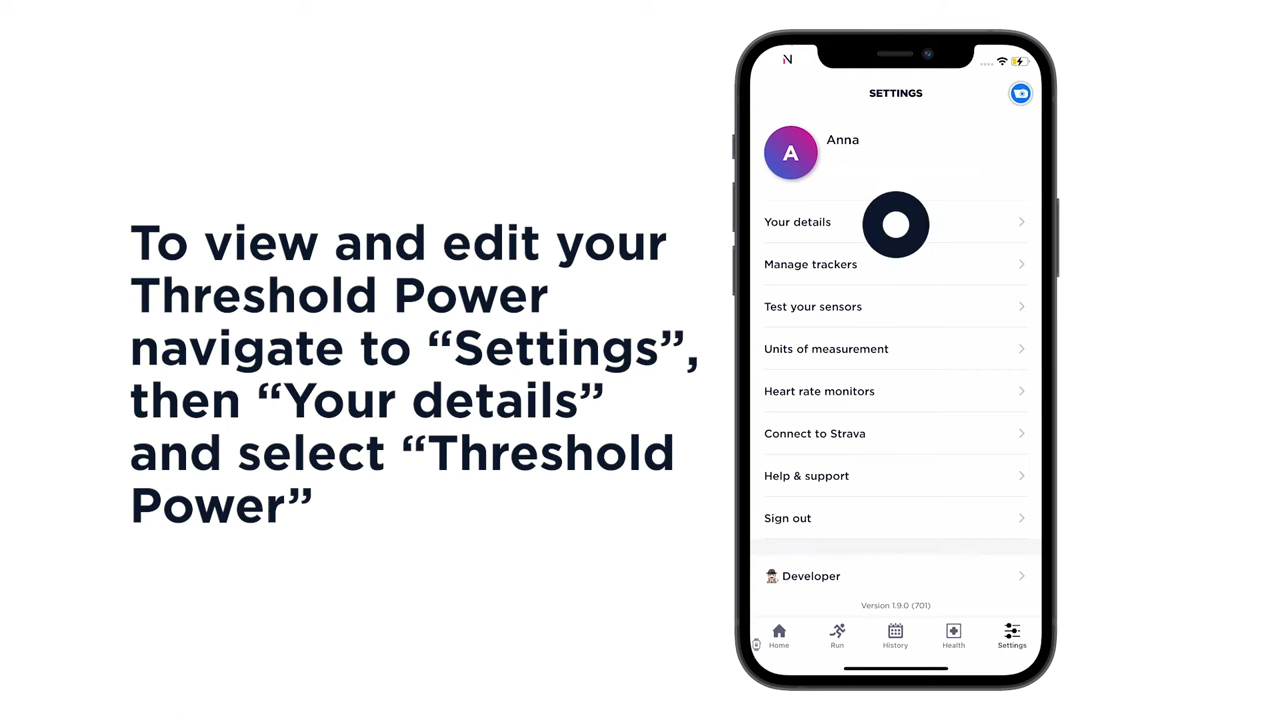 To view and edit your
Threshold Power
navigate to “Settings”,
then “Your details”
and select “Threshold
Power”
N
SETTINGS
A
Anna
Your details
Manage trackers
Test your sensors
Units of measurement
Heart rate monitors
Connect to Strava
Help & support
Sign out
Developer
Version 1.9.0 (701)
Home Run History Health Settings